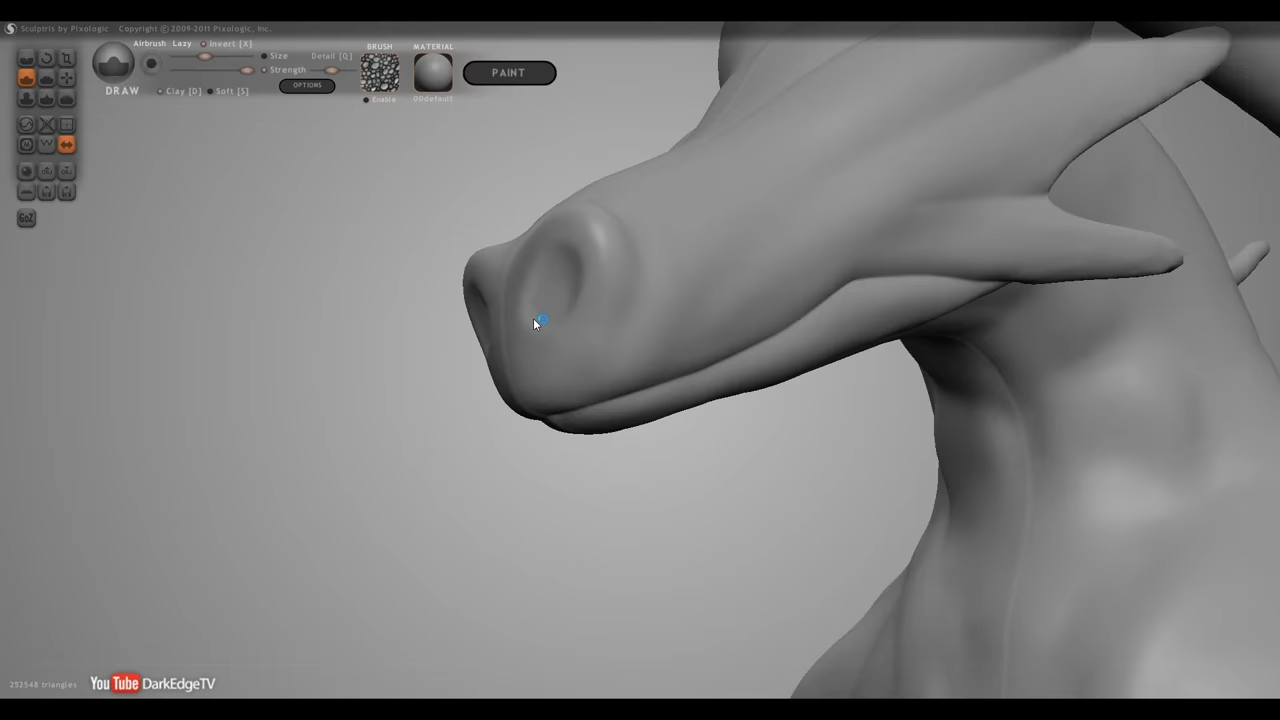 Sculptris by Pixologic Copyright © 2009-2011 Pixologic, Inc.
Airbrush Lazy Invert [X]
Size Detail [Q]
Strength
DRAW Clay [D] Soft [S] OPTIONS
BRUSH
Enable
MATERIAL
00default
PAINT
GoZ
252548 triangles
YouTube DarkEdgeTV